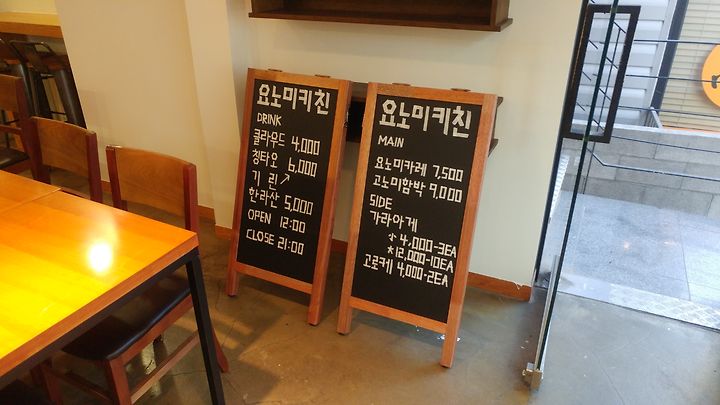 요노미키친
DRINK
클라우드 4,000
칭타오 6,000
기린↗
한라산 5,000
OPEN 12:00
CLOSE 21:00
요노미키친
MAIN
요노미카레 7,500
고노미함박 9,000
SIDE
가라아게
4,000-3EA
*12,000-10EA
고로케 4,000-2EA